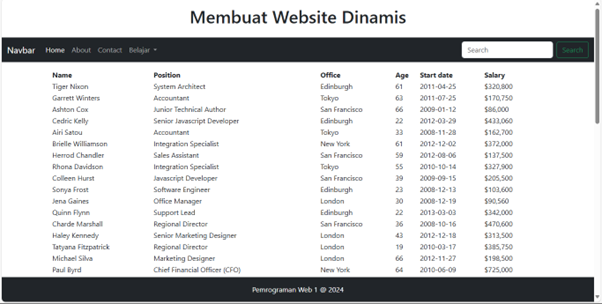 Membuat Website Dinamis
Navbar Home About Contact Belajar Search Search
Name Position Office Age Start date Salary
Tiger Nixon System Architect Edinburgh 61 2011-04-25 $320,800
Garrett Winters Accountant Tokyo 63 2011-07-25 $170,750
Ashton Cox Junior Technical Author San Francisco 66 2009-01-12 $86,000
Cedric Kelly Senior Javascript Developer Edinburgh 22 2012-03-29 $433,060
Airi Satou Accountant Tokyo 33 2008-11-28 $162,700
Brielle Williamson Integration Specialist New York 61 2012-12-02 $372,000
Herrod Chandler Sales Assistant San Francisco 59 2012-08-06 $137,500
Rhona Davidson Integration Specialist Tokyo 55 2010-10-14 $327,900
Colleen Hurst Javascript Developer San Francisco 39 2009-09-15 $205,500
Sonya Frost Software Engineer Edinburgh 23 2008-12-13 $103,600
Jena Gaines Office Manager London 30 2008-12-19 $90,560
Quinn Flynn Support Lead Edinburgh 22 2013-03-03 $342,000
Charde Marshall Regional Director San Francisco 36 2008-10-16 $470,600
Haley Kennedy Senior Marketing Designer London 43 2012-12-18 $313,500
Tatyana Fitzpatrick Regional Director London 19 2010-03-17 $385,750
Michael Silva Marketing Designer London 66 2012-11-27 $198,500
Paul Byrd Chief Financial Officer (CFO) New York 64 2010-06-09 $725,000
Pemrograman Web 1 @ 2024